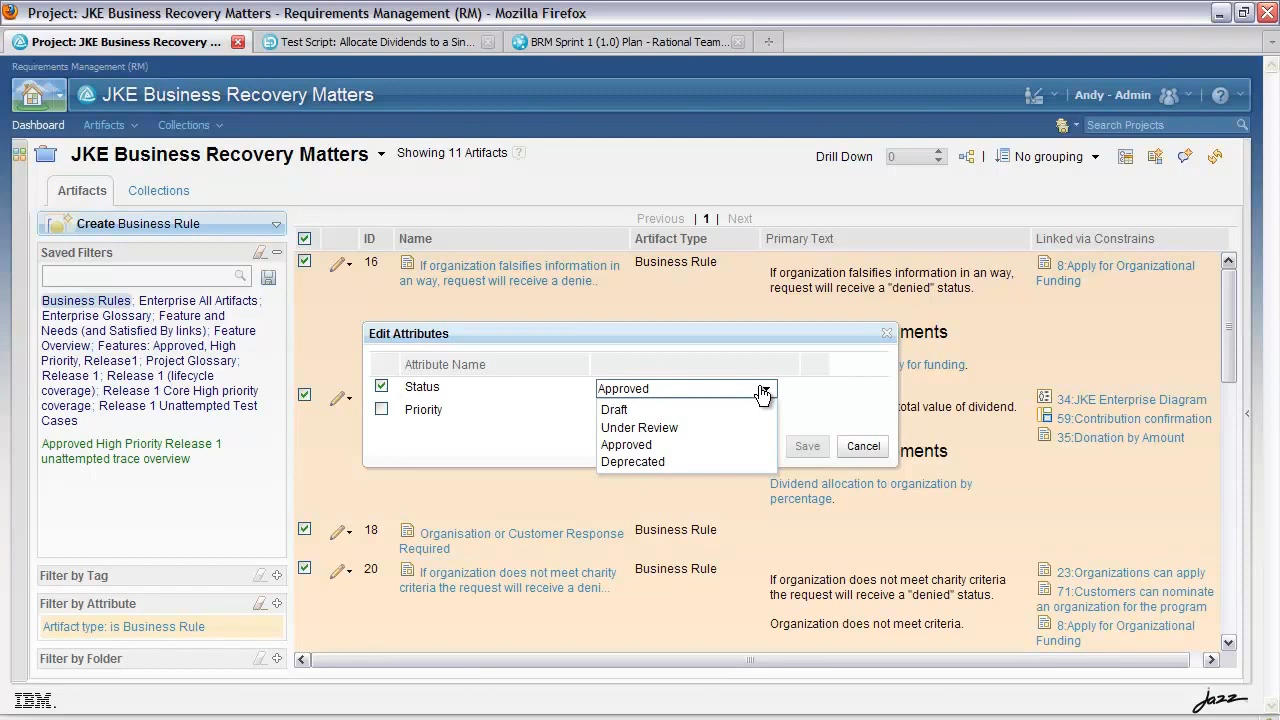 Project: JKE Business Recovery Matters - Requirements Management (RM) - Mozilla Firefox
Project: JKE Business Recovery ...
Test Script: Allocate Dividends to a Sin...
BRM Sprint 1 (1.0) Plan - Rational Team...
Requirements Management (RM)
JKE Business Recovery Matters
Andy - Admin
Dashboard
Artifacts
Collections
Search Projects
JKE Business Recovery Matters
Showing 11 Artifacts
?
Drill Down
0
No grouping
Artifacts
Collections
Previous | 1 | Next
Create Business Rule
ID
Name
Artifact Type
Primary Text
Linked via Constrains
Saved Filters
Business Rules; Enterprise All Artifacts;
Enterprise Glossary; Feature and
Needs (and Satisfied By links); Feature
Overview; Features: Approved, High
Priority, Release1; Project Glossary;
Release 1; Release 1 (lifecycle
coverage); Release 1 Core High priority
coverage; Release 1 Unattempted Test
Cases
Approved High Priority Release 1
unattempted trace overview
Filter by Tag
Filter by Attribute
Artifact type: is Business Rule
Filter by Folder
16
If organization falsifies information in
an way, request will receive a denie..
Business Rule
If organization falsifies information in an way,
request will receive a "denied" status.
8:Apply for Organizational
Funding
ments
y for funding.
Edit Attributes
Attribute Name
Status
Approved
Priority
Draft
Under Review
Approved
Deprecated
Save
Cancel
total value of dividend.
34:JKE Enterprise Diagram
59:Contribution confirmation
35:Donation by Amount
ments
Dividend allocation to organization by
percentage.
18
Organisation or Customer Response
Required
Business Rule
20
If organization does not meet charity
criteria the request will receive a deni...
Business Rule
If organization does not meet charity criteria
the request will receive a "denied" status.
Organization does not meet criteria.
23:Organizations can apply
71:Customers can nominate
an organization for the program
8:Apply for Organizational
Funding
IBM.
Jazz